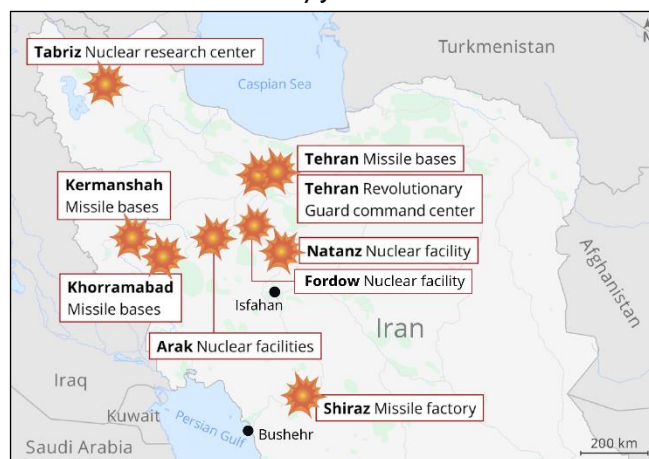 Turkmenistan
N
Tabriz Nuclear research center
Caspian Sea
Tehran Missile bases
Tehran Revolutionary
Guard command center
Kermanshah
Missile bases
Natanz Nuclear facility
Fordow Nuclear facility
Khorramabad
Missile bases
Isfahan
Afghanistan
Iran
Arak Nuclear facilities
Iraq
Shiraz Missile factory
Kuwait
Persian Gulf
Bushehr
Saudi Arabia
200 km